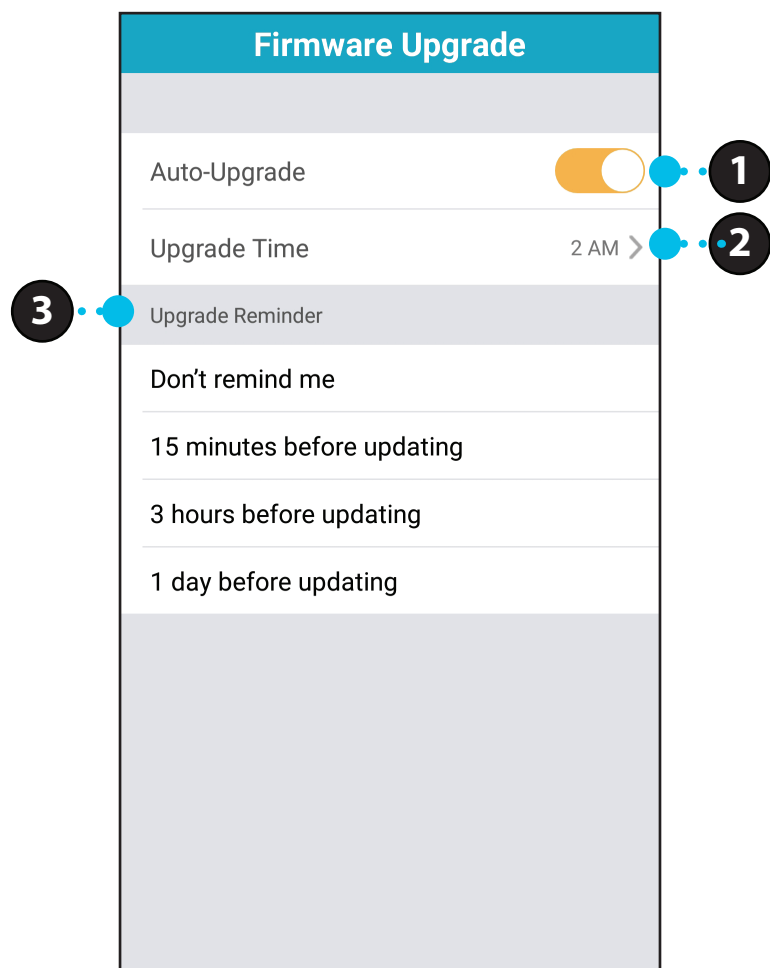 Firmware Upgrade
Auto-Upgrade
1
Upgrade Time 2 AM
2
3
Upgrade Reminder
Don’t remind me
15 minutes before updating
3 hours before updating
1 day before updating